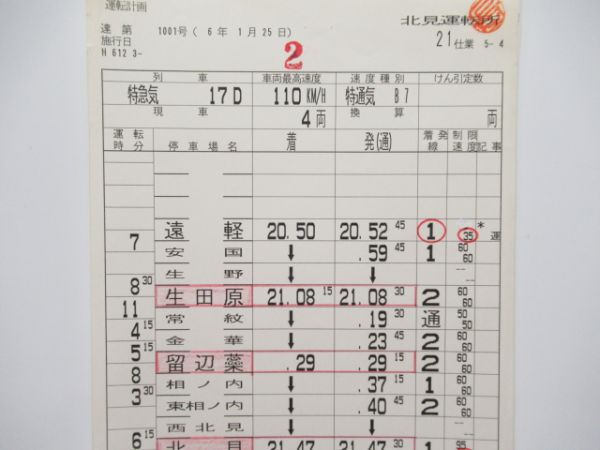 運転計画
達第 1001号(6年1月25日)
施行日
N 612 3-
北見運転所
21仕業 5-4
2
列車 車両最高速度 速度種別 けん引定数
特急気 17D 110 KM/H 特通気 B7
現車 4両 換算 両
運転時分 停車場名 着 発(通) 着発線 制限速度 記事
遠軽 20.50 20.52 45 1 35 * 運
7
安国 ↓ .59 45 1 60 60
生野 ↓ ↓ -- --
8 30
生田原 21.08 15 21.08 30 2 60 60
11
常紋 ↓ .19 30 通 60 50
4 15
金華 ↓ .23 45 2 60 60
5 15
留辺蘂 .29 .29 15 2 60 60
8
相ノ内 ↓ .37 15 1 60 60
3 30
東相ノ内 ↓ .40 45 2 60 60
西北見 ↓ ↓ -- --
6 15
北見 21.47 21.47 30 1 95